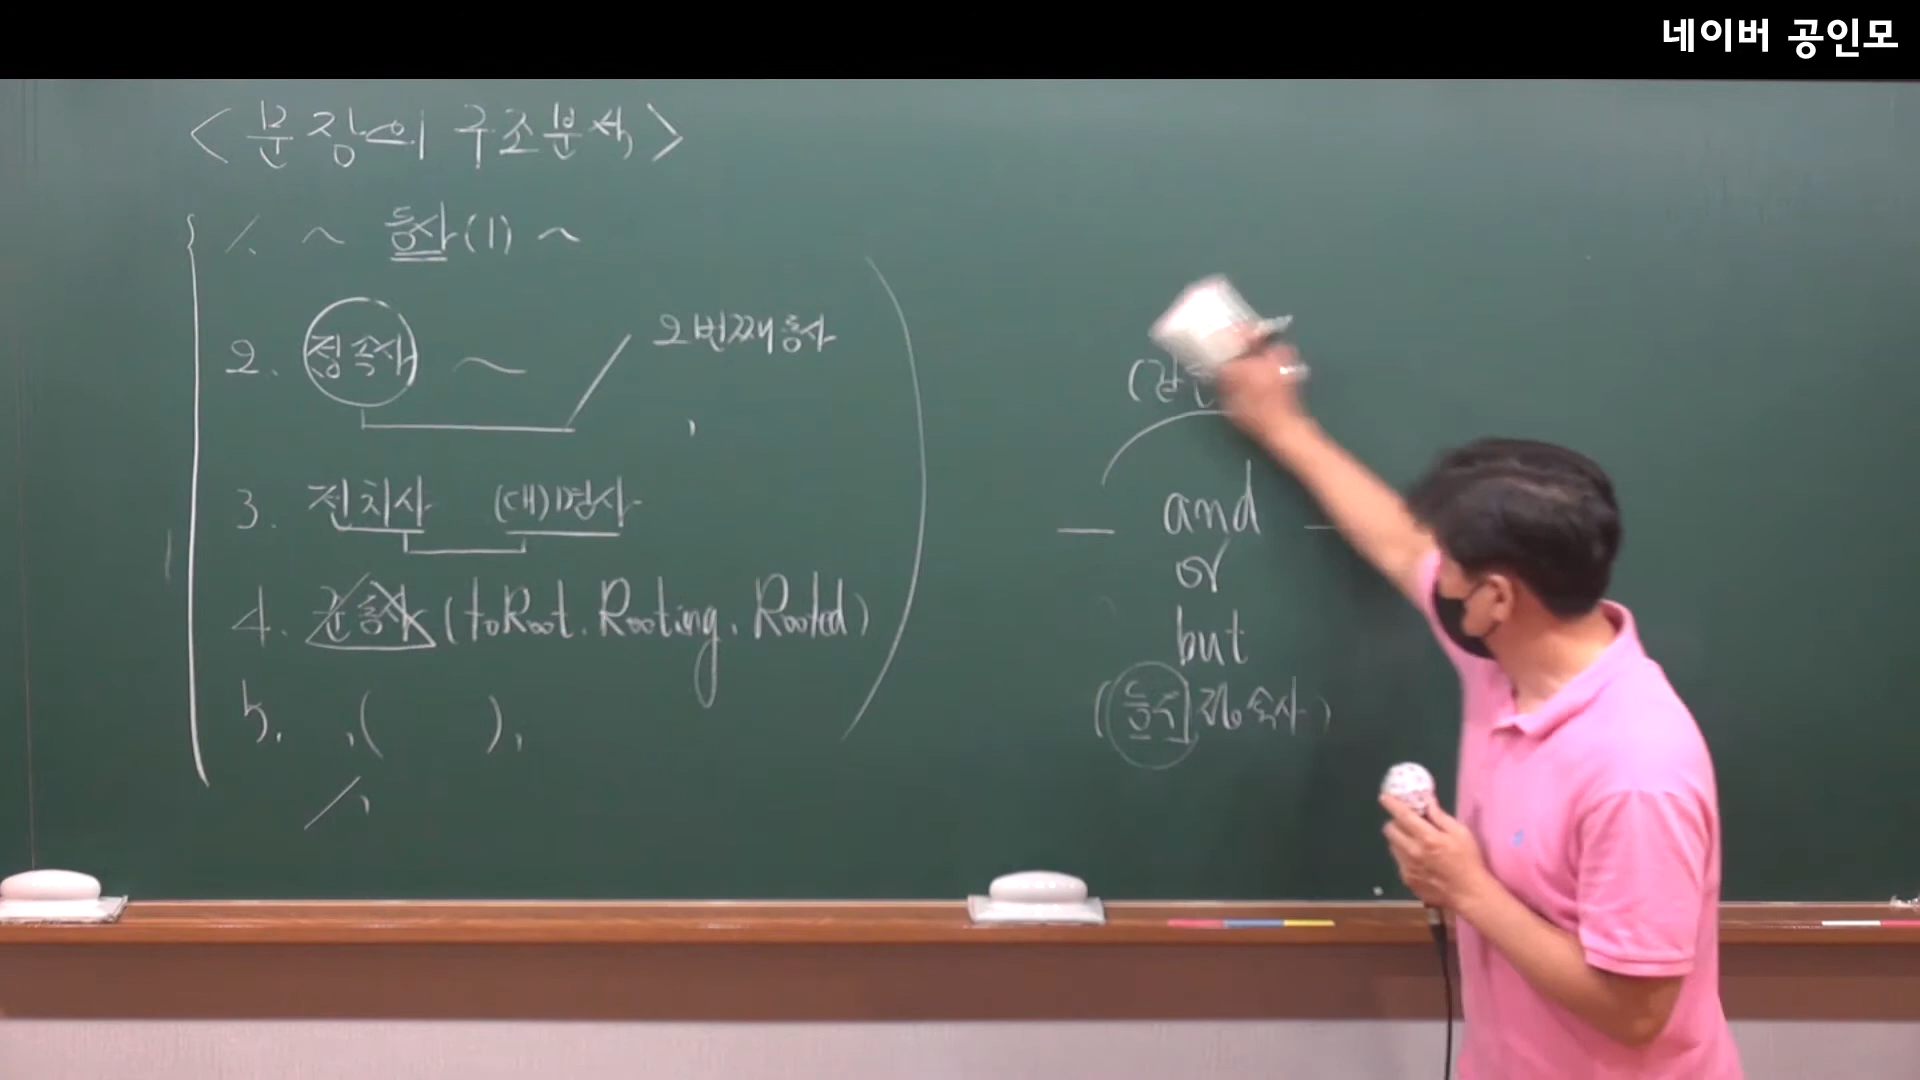 네이버 공인모
<문장의 구조분석>
1. ~ 동사(1) ~
2. 접속사 ~ 2번째 동사
,
3. 전치사 (대)명사
4. 준동사 (to Root. Rooting. Rooted)
5. ,( ),
and
or
but
(등위접속사)